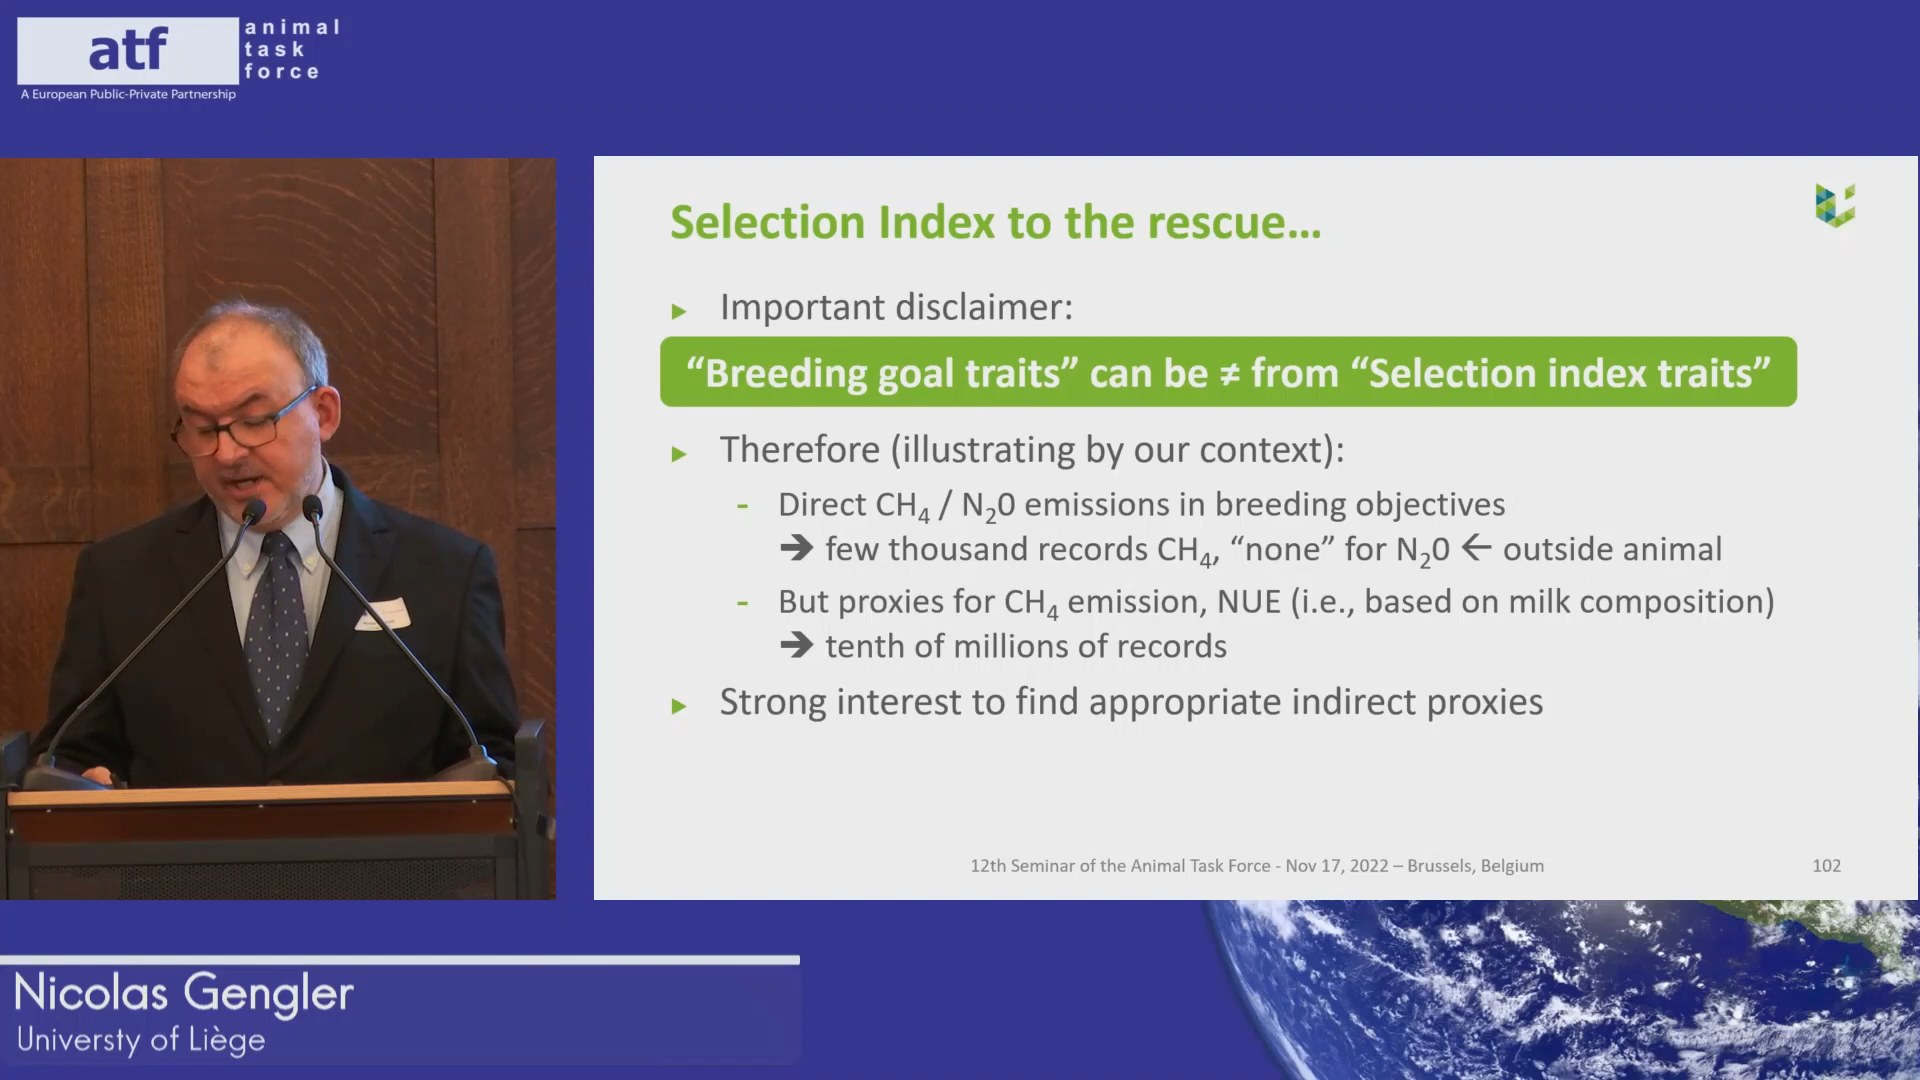 atf
animal
task
force
A European Public-Private Partnership
Selection Index to the rescue...
Important disclaimer:
“Breeding goal traits” can be ≠ from “Selection index traits”
Therefore (illustrating by our context):
- Direct CH4 / N20 emissions in breeding objectives
➔ few thousand records CH4, “none” for N20 ← outside animal
- But proxies for CH4 emission, NUE (i.e., based on milk composition)
➔ tenth of millions of records
Strong interest to find appropriate indirect proxies
12th Seminar of the Animal Task Force - Nov 17, 2022 – Brussels, Belgium
102
Nicolas Gengler
Universty of Liège